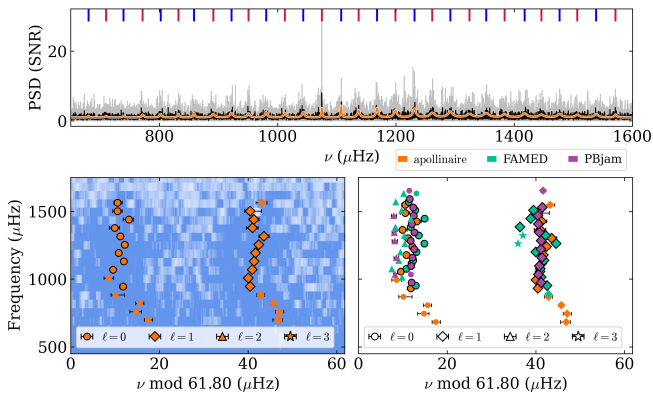 PSD (SNR)
20
0
800
1000
1200
1400
1600
ν (μHz)
apollinaire
FAMED
PBjam
Frequency (μHz)
1500
1000
500
ℓ = 0
ℓ = 1
ℓ = 2
ℓ = 3
0
20
40
60
ν mod 61.80 (μHz)
ℓ = 0
ℓ = 1
ℓ = 2
ℓ = 3
0
20
40
60
ν mod 61.80 (μHz)